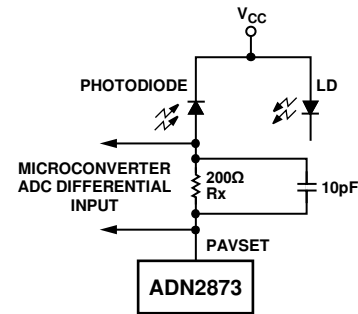 VCC
PHOTODIODE
LD
MICROCONVERTER
ADC DIFFERENTIAL
INPUT
200Ω
Rx
10pF
PAVSET
ADN2873